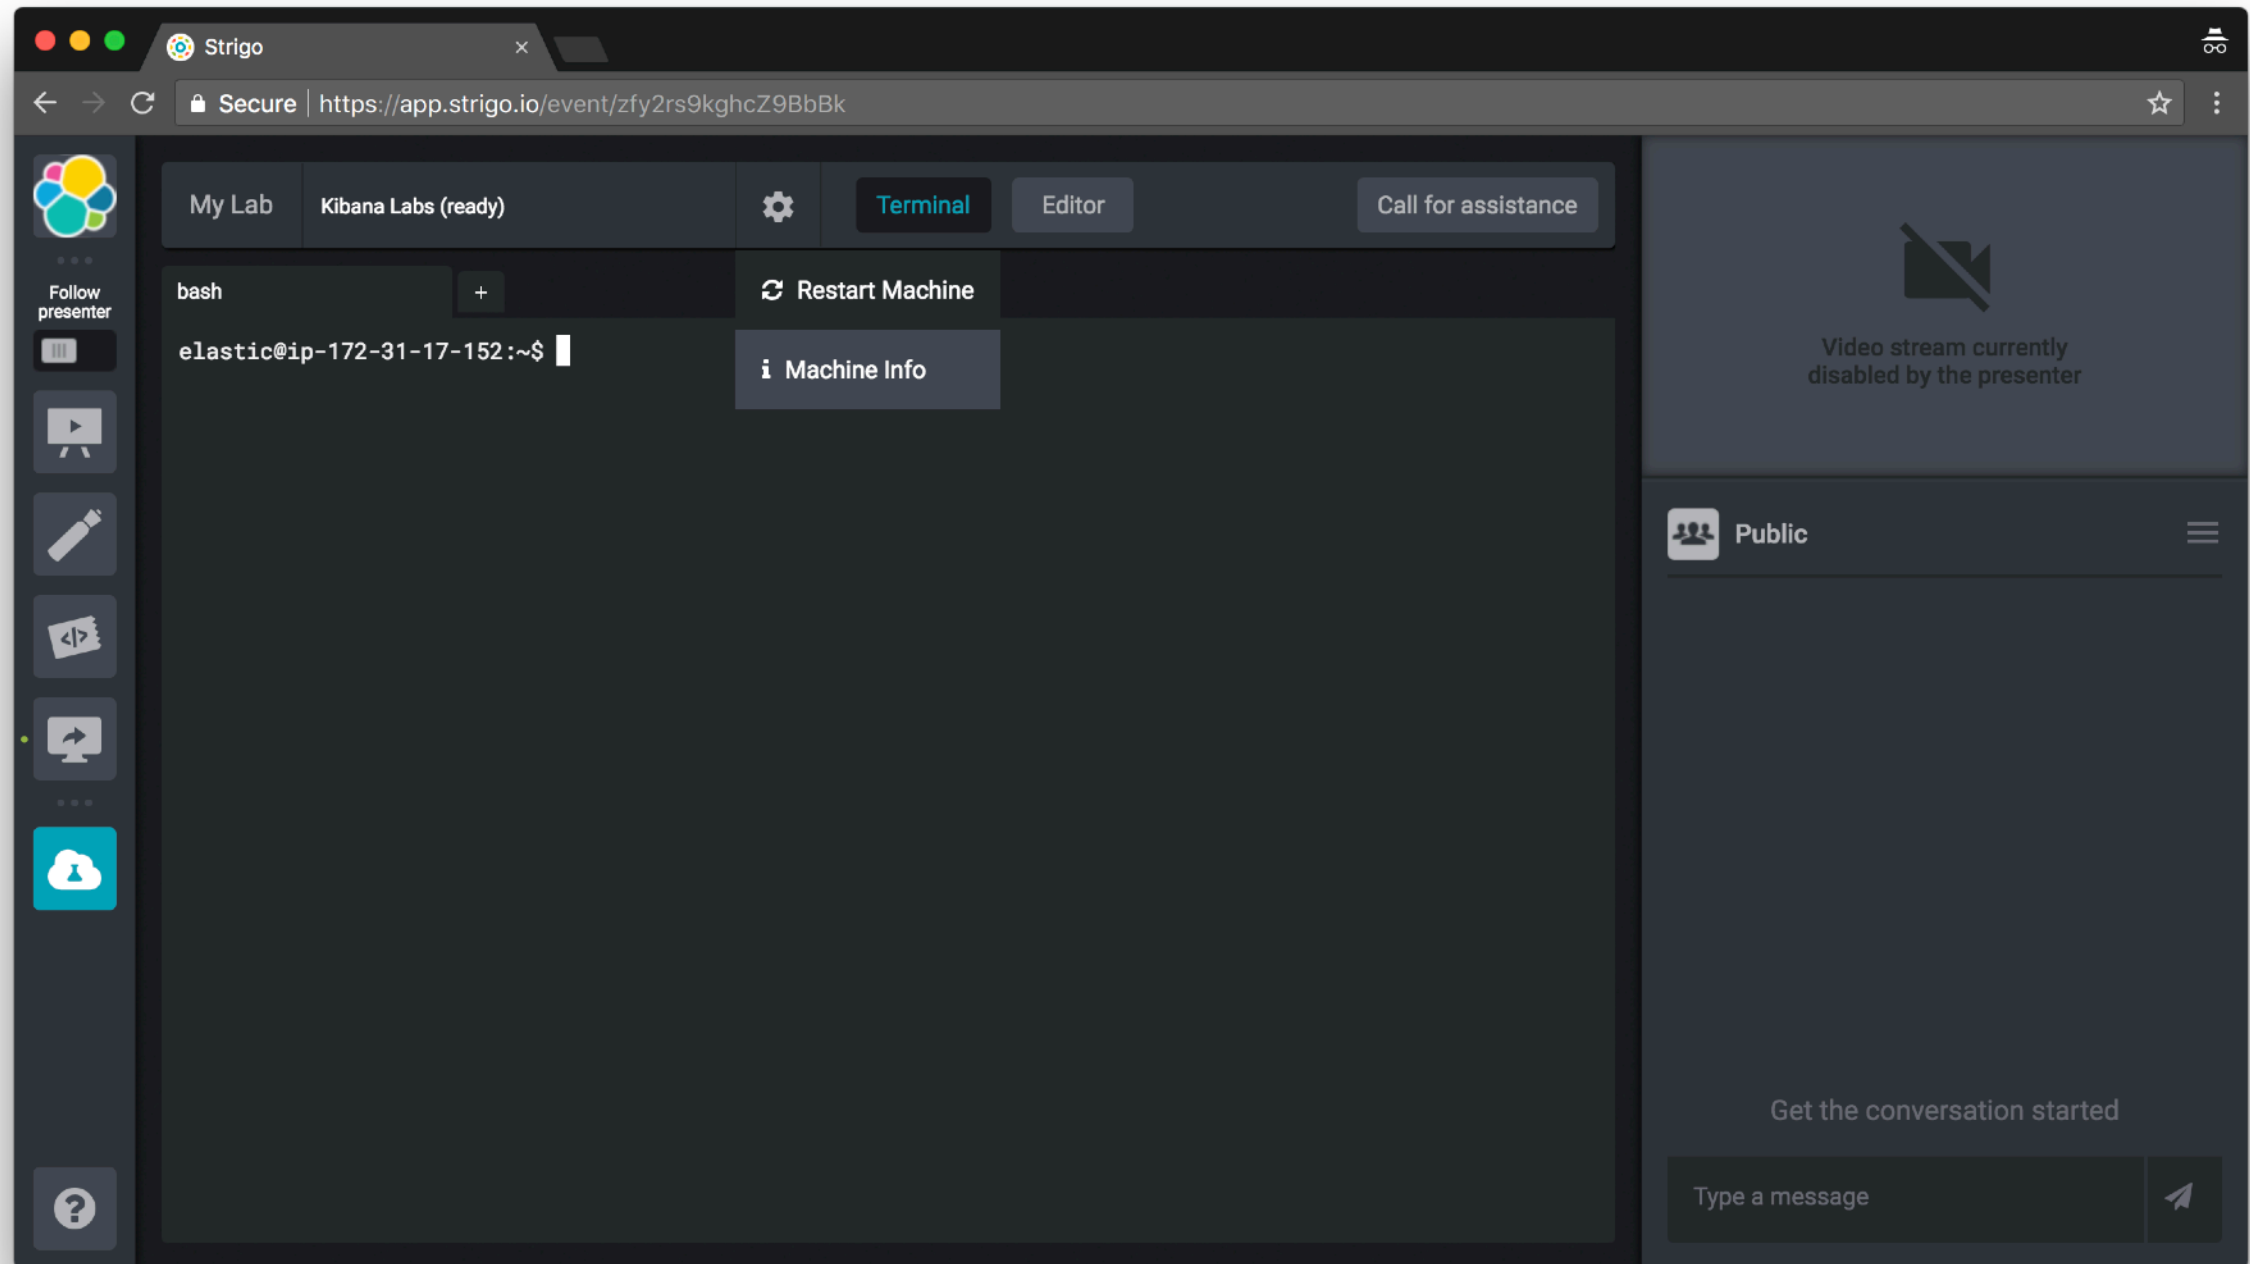 Strigo
Secure https://app.strigo.io/event/zfy2rs9kghcZ9BbBk
My Lab
Kibana Labs (ready)
Terminal
Editor
Call for assistance
Follow
presenter
bash
+
Restart Machine
Machine Info
elastic@ip-172-31-17-152:~$
Video stream currently
disabled by the presenter
Public
Get the conversation started
Type a message